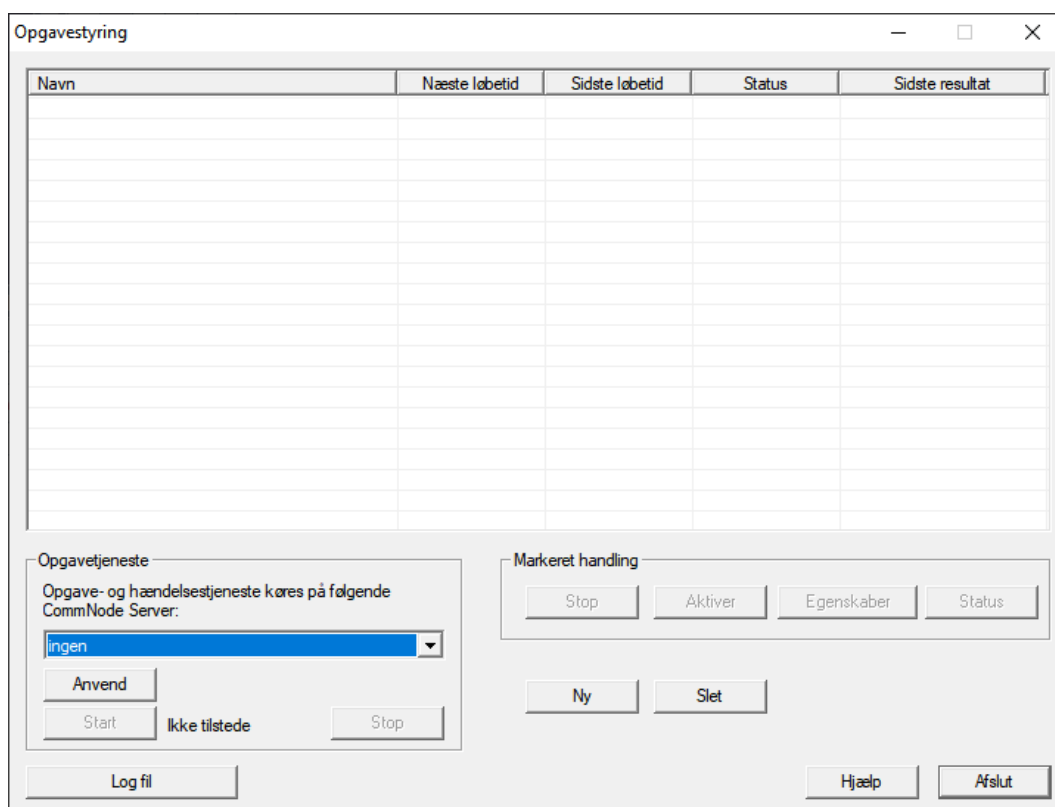 Opgavestyring
Navn Næste løbetid Sidste løbetid Status Sidste resultat
Opgavetjeneste
Opgave- og hændelsestjeneste køres på følgende
CommNode Server:
ingen
Anvend
Start Ikke tilstede Stop
Log fil
Markeret handling
Stop Aktiver Egenskaber Status
Ny Slet
Hjælp Afslut